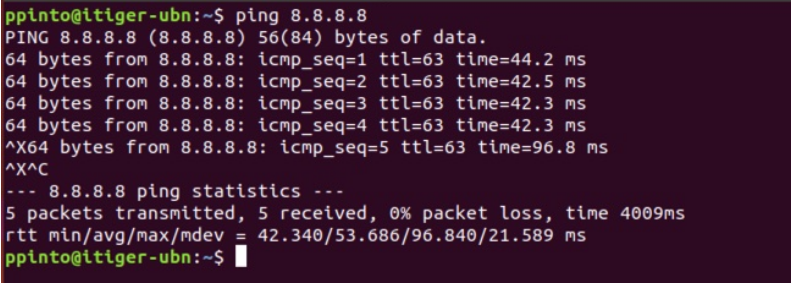 ppinto@itiger-ubn:~$ ping 8.8.8.8
PING 8.8.8.8 (8.8.8.8) 56(84) bytes of data.
64 bytes from 8.8.8.8: icmp_seq=1 ttl=63 time=44.2 ms
64 bytes from 8.8.8.8: icmp_seq=2 ttl=63 time=42.5 ms
64 bytes from 8.8.8.8: icmp_seq=3 ttl=63 time=42.3 ms
64 bytes from 8.8.8.8: icmp_seq=4 ttl=63 time=42.3 ms
^X64 bytes from 8.8.8.8: icmp_seq=5 ttl=63 time=96.8 ms
^X^C
--- 8.8.8.8 ping statistics ---
5 packets transmitted, 5 received, 0% packet loss, time 4009ms
rtt min/avg/max/mdev = 42.340/53.686/96.840/21.589 ms
ppinto@itiger-ubn:~$